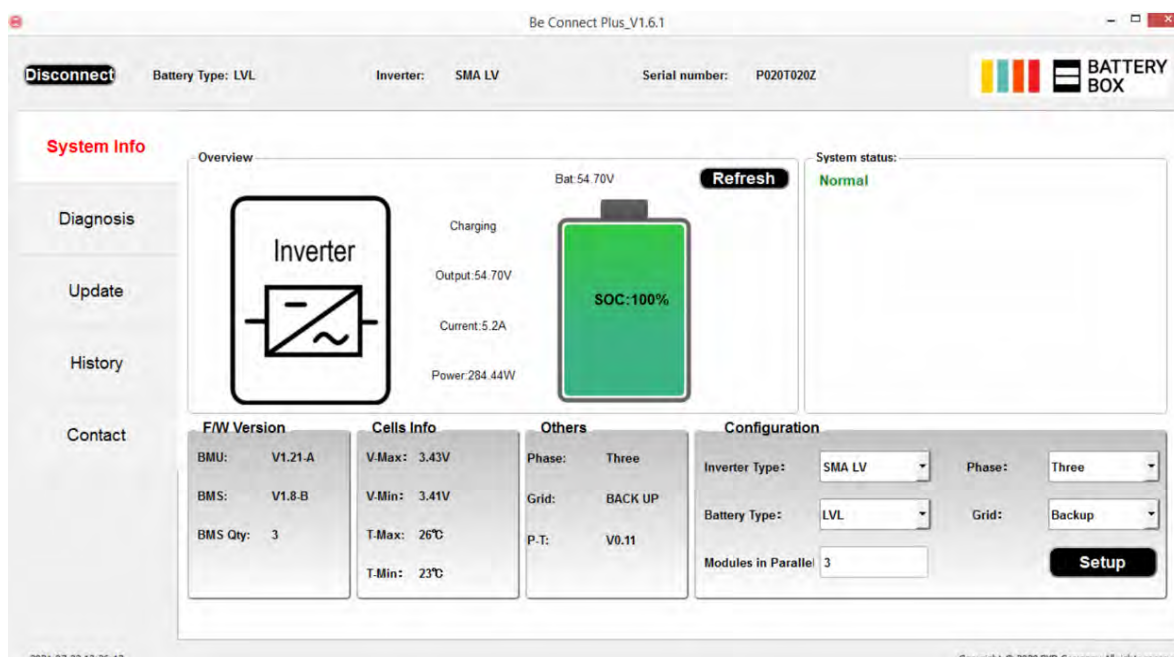 Be Connect Plus_V1.6.1
Disconnect Battery Type: LVL Inverter: SMA LV Serial number: P020T020Z
BATTERY
BOX
System Info
Diagnosis
Update
History
Contact
Overview
Bat:54.70V
Refresh
Inverter
Charging
Output:54.70V
Current:5.2A
Power:284.44W
SOC:100%
System status:
Normal
F/W Version
BMU: V1.21-A
BMS: V1.8-B
BMS Qty: 3
Cells Info
V-Max: 3.43V
V-Min: 3.41V
T-Max: 26℃
T-Min: 23℃
Others
Phase: Three
Grid: BACK UP
P-T: V0.11
Configuration
Inverter Type: SMA LV Phase: Three
Battery Type: LVL Grid: Backup
Modules in Parallel 3
Setup